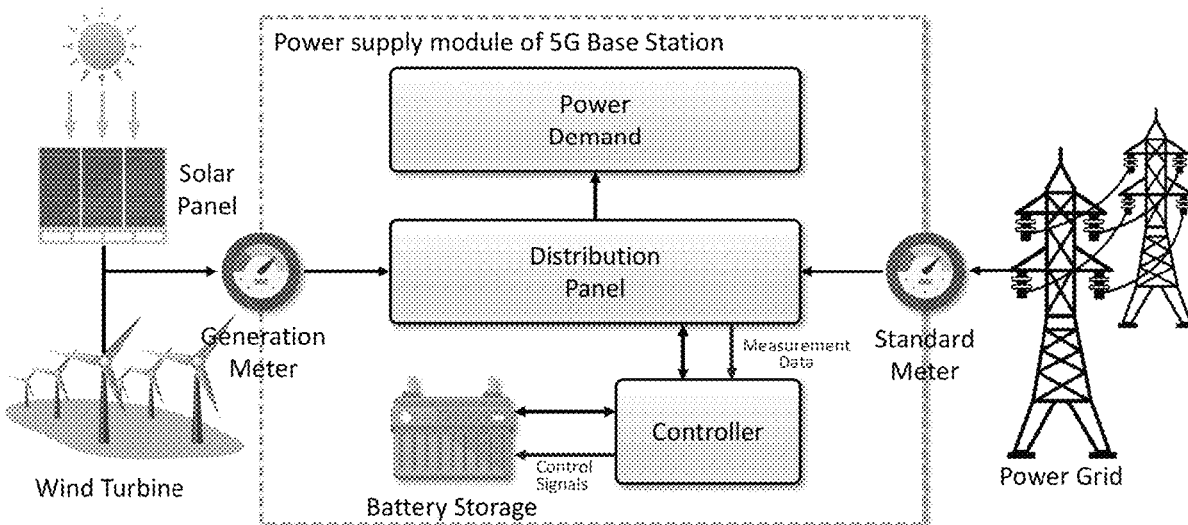 Power supply module of 5G Base Station
Power
Demand
Solar
Panel
Distribution
Panel
Generation
Meter
Measurement
Data
Standard
Meter
Controller
Control
Signals
Wind Turbine
Battery Storage
Power Grid